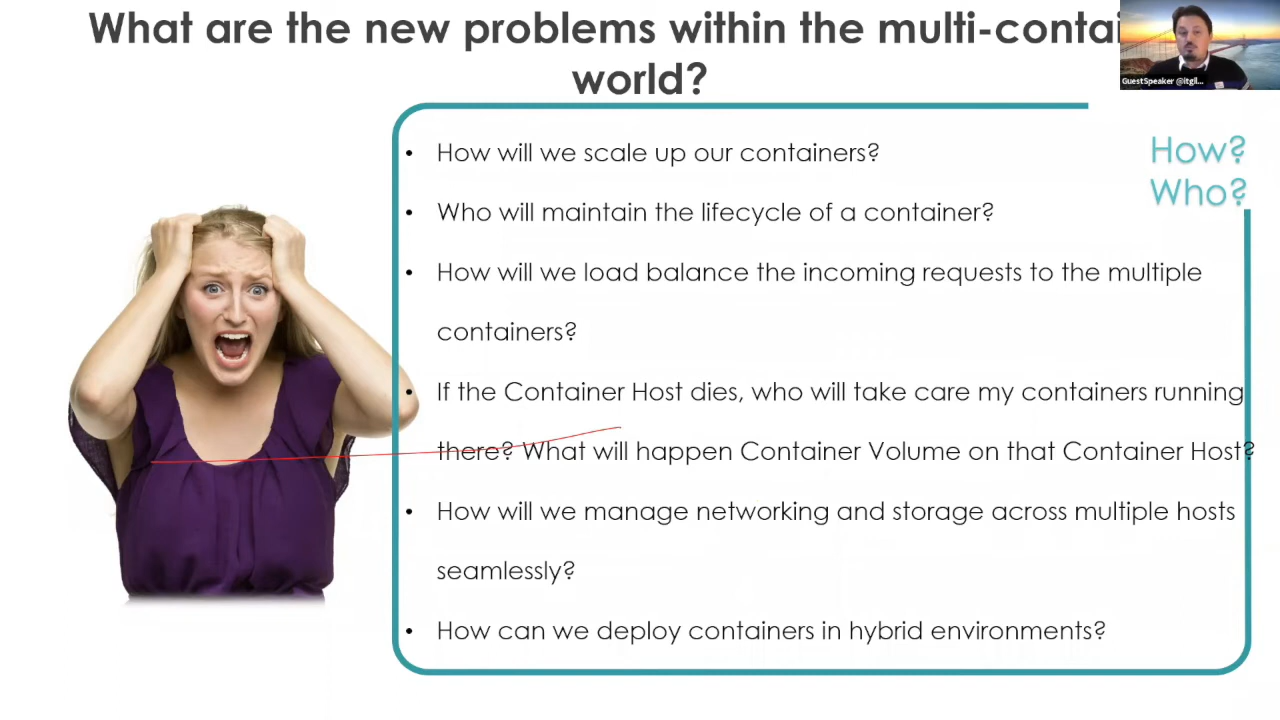 What are the new problems within the multi-contai
world?
GuestSpeaker @itgil...
How?
Who?
• How will we scale up our containers?
• Who will maintain the lifecycle of a container?
• How will we load balance the incoming requests to the multiple
containers?
• If the Container Host dies, who will take care my containers running
there? What will happen Container Volume on that Container Host?
• How will we manage networking and storage across multiple hosts
seamlessly?
• How can we deploy containers in hybrid environments?